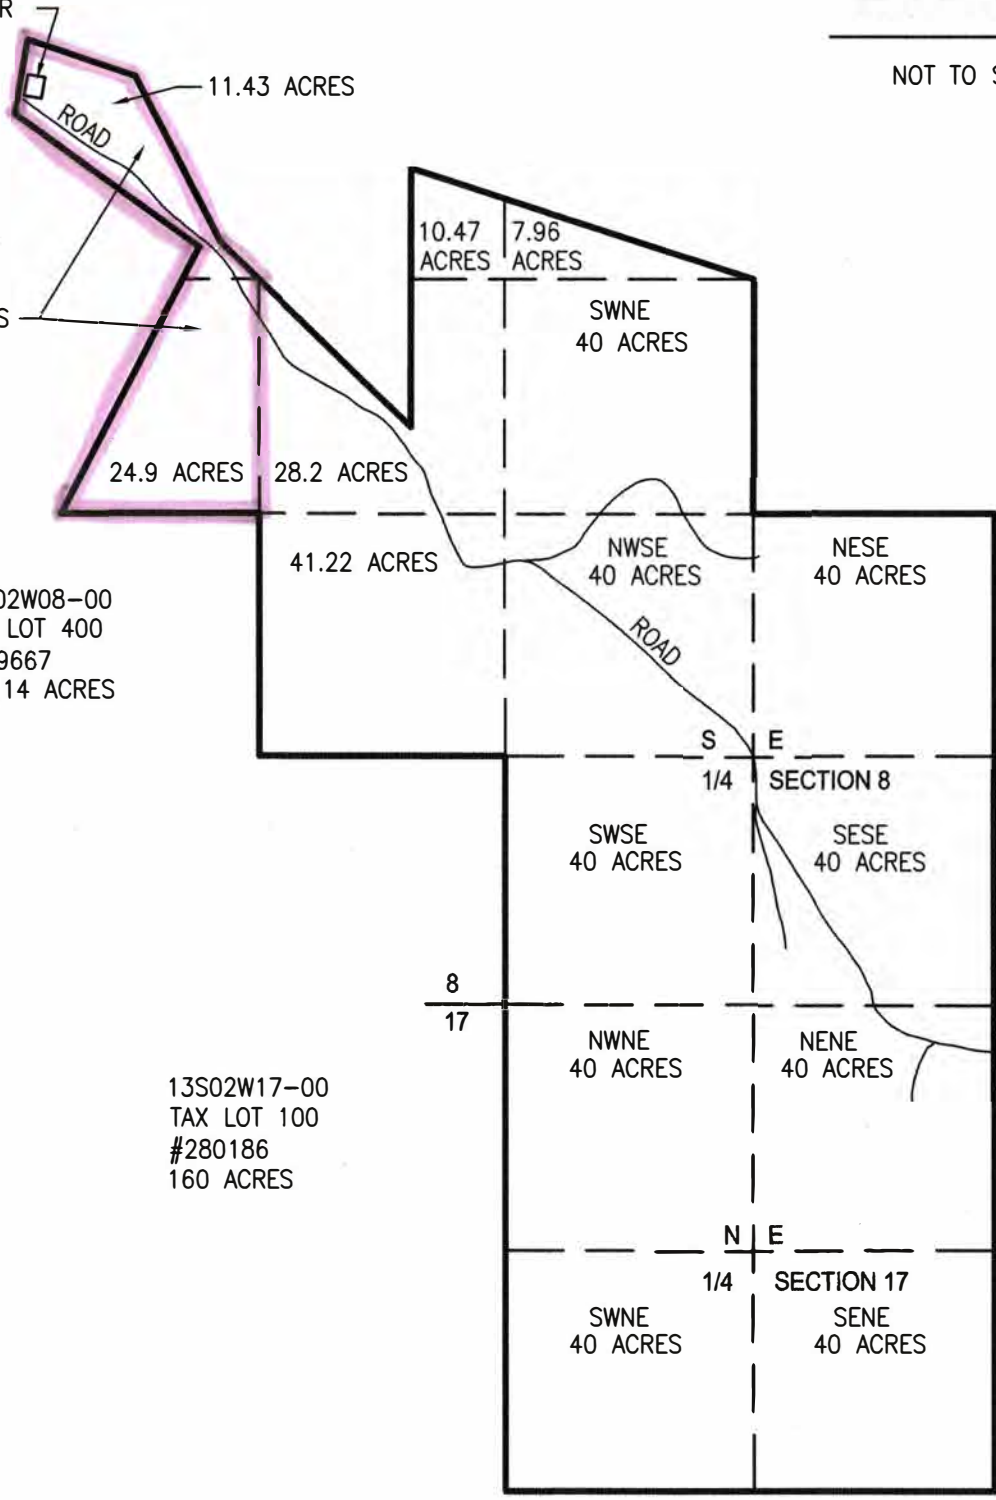 R
NOT TO S
11.43 ACRES
ROAD
10.47
ACRES
7.96
ACRES
SWNE
40 ACRES
S
24.9 ACRES
28.2 ACRES
41.22 ACRES
NWSE
40 ACRES
NESE
40 ACRES
02W08-00
LOT 400
9667
14 ACRES
ROAD
S E
1/4 SECTION 8
SWSE
40 ACRES
SESE
40 ACRES
8
17
NWNE
40 ACRES
NENE
40 ACRES
13S02W17-00
TAX LOT 100
#280186
160 ACRES
N E
1/4 SECTION 17
SWNE
40 ACRES
SENE
40 ACRES